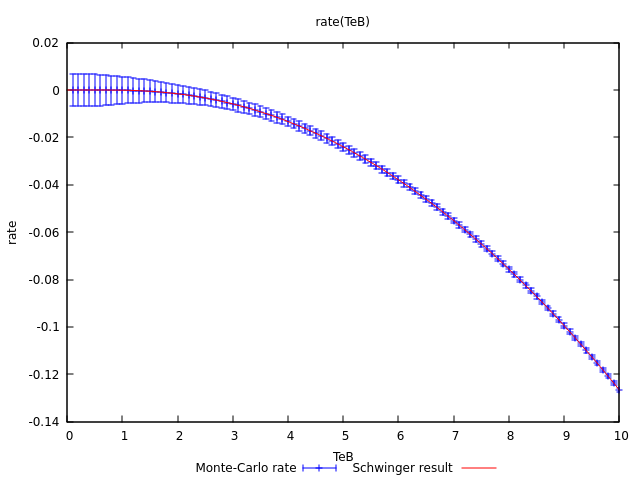 rate(TeB)
0.02
0
-0.02
-0.04
-0.06
-0.08
-0.1
-0.12
-0.14
rate
0 1 2 3 4 5 6 7 8 9 10
TeB
Monte-Carlo rate Schwinger result